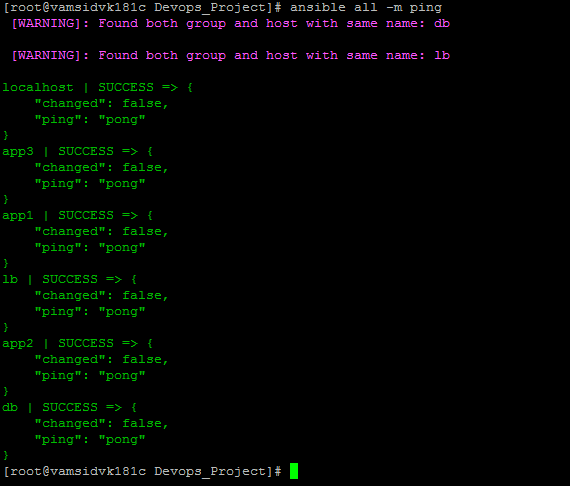 [root@vamsidvk181c Devops_Project]# ansible all -m ping
 [WARNING]: Found both group and host with same name: db

 [WARNING]: Found both group and host with same name: lb

localhost | SUCCESS => {
    "changed": false,
    "ping": "pong"
}
app3 | SUCCESS => {
    "changed": false,
    "ping": "pong"
}
app1 | SUCCESS => {
    "changed": false,
    "ping": "pong"
}
lb | SUCCESS => {
    "changed": false,
    "ping": "pong"
}
app2 | SUCCESS => {
    "changed": false,
    "ping": "pong"
}
db | SUCCESS => {
    "changed": false,
    "ping": "pong"
}
[root@vamsidvk181c Devops_Project]#